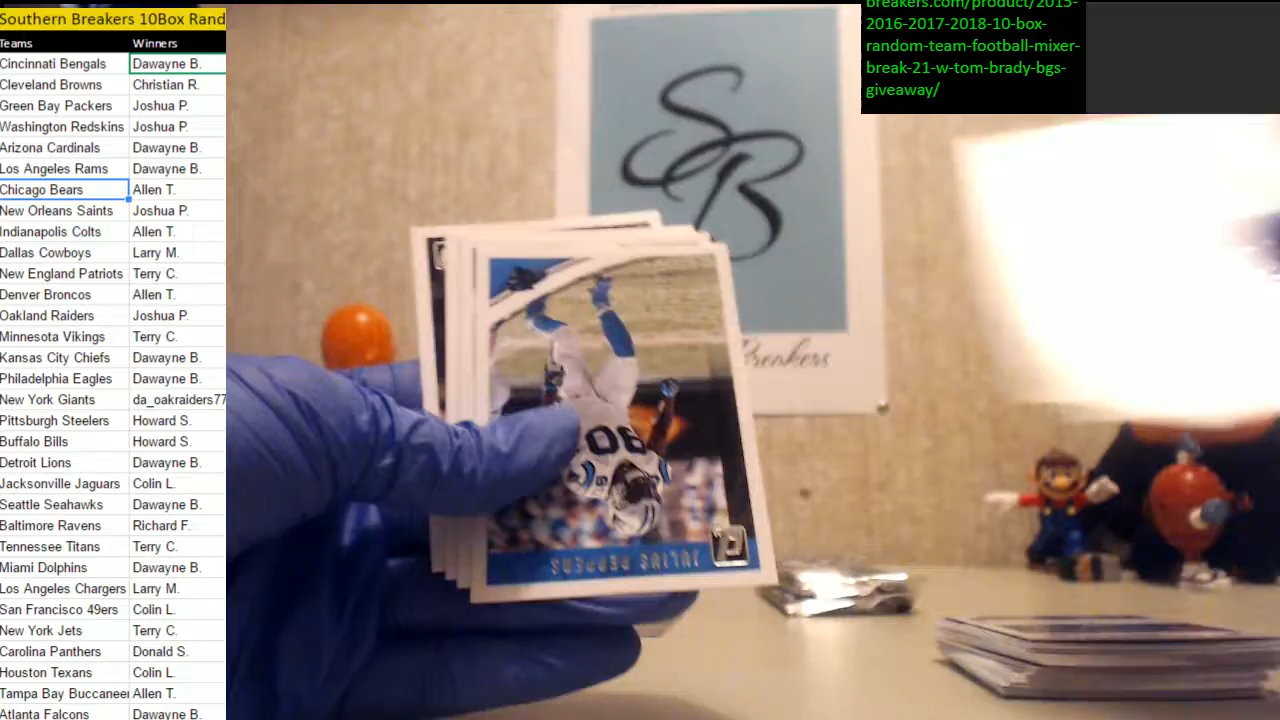 Southern Breakers 10Box Rand
Teams Winners
Cincinnati Bengals Dawayne B.
Cleveland Browns Christian R.
Green Bay Packers Joshua P.
Washington Redskins Joshua P.
Arizona Cardinals Dawayne B.
Los Angeles Rams Dawayne B.
Chicago Bears Allen T.
New Orleans Saints Joshua P.
Indianapolis Colts Allen T.
Dallas Cowboys Larry M.
New England Patriots Terry C.
Denver Broncos Allen T.
Oakland Raiders Joshua P.
Minnesota Vikings Terry C.
Kansas City Chiefs Dawayne B.
Philadelphia Eagles Dawayne B.
New York Giants da_oakraiders77
Pittsburgh Steelers Howard S.
Buffalo Bills Howard S.
Detroit Lions Dawayne B.
Jacksonville Jaguars Colin L.
Seattle Seahawks Dawayne B.
Baltimore Ravens Richard F.
Tennessee Titans Terry C.
Miami Dolphins Dawayne B.
Los Angeles Chargers Larry M.
San Francisco 49ers Colin L.
New York Jets Terry C.
Carolina Panthers Donald S.
Houston Texans Colin L.
Tampa Bay Buccaneer Allen T.
Atlanta Falcons Dawayne B.
breakers.com/product/2015-
2016-2017-2018-10-box-
random-team-football-mixer-
break-21-w-tom-brady-bgs-
giveaway/
SB
Breakers
90
JULIUS PEPPERS
D